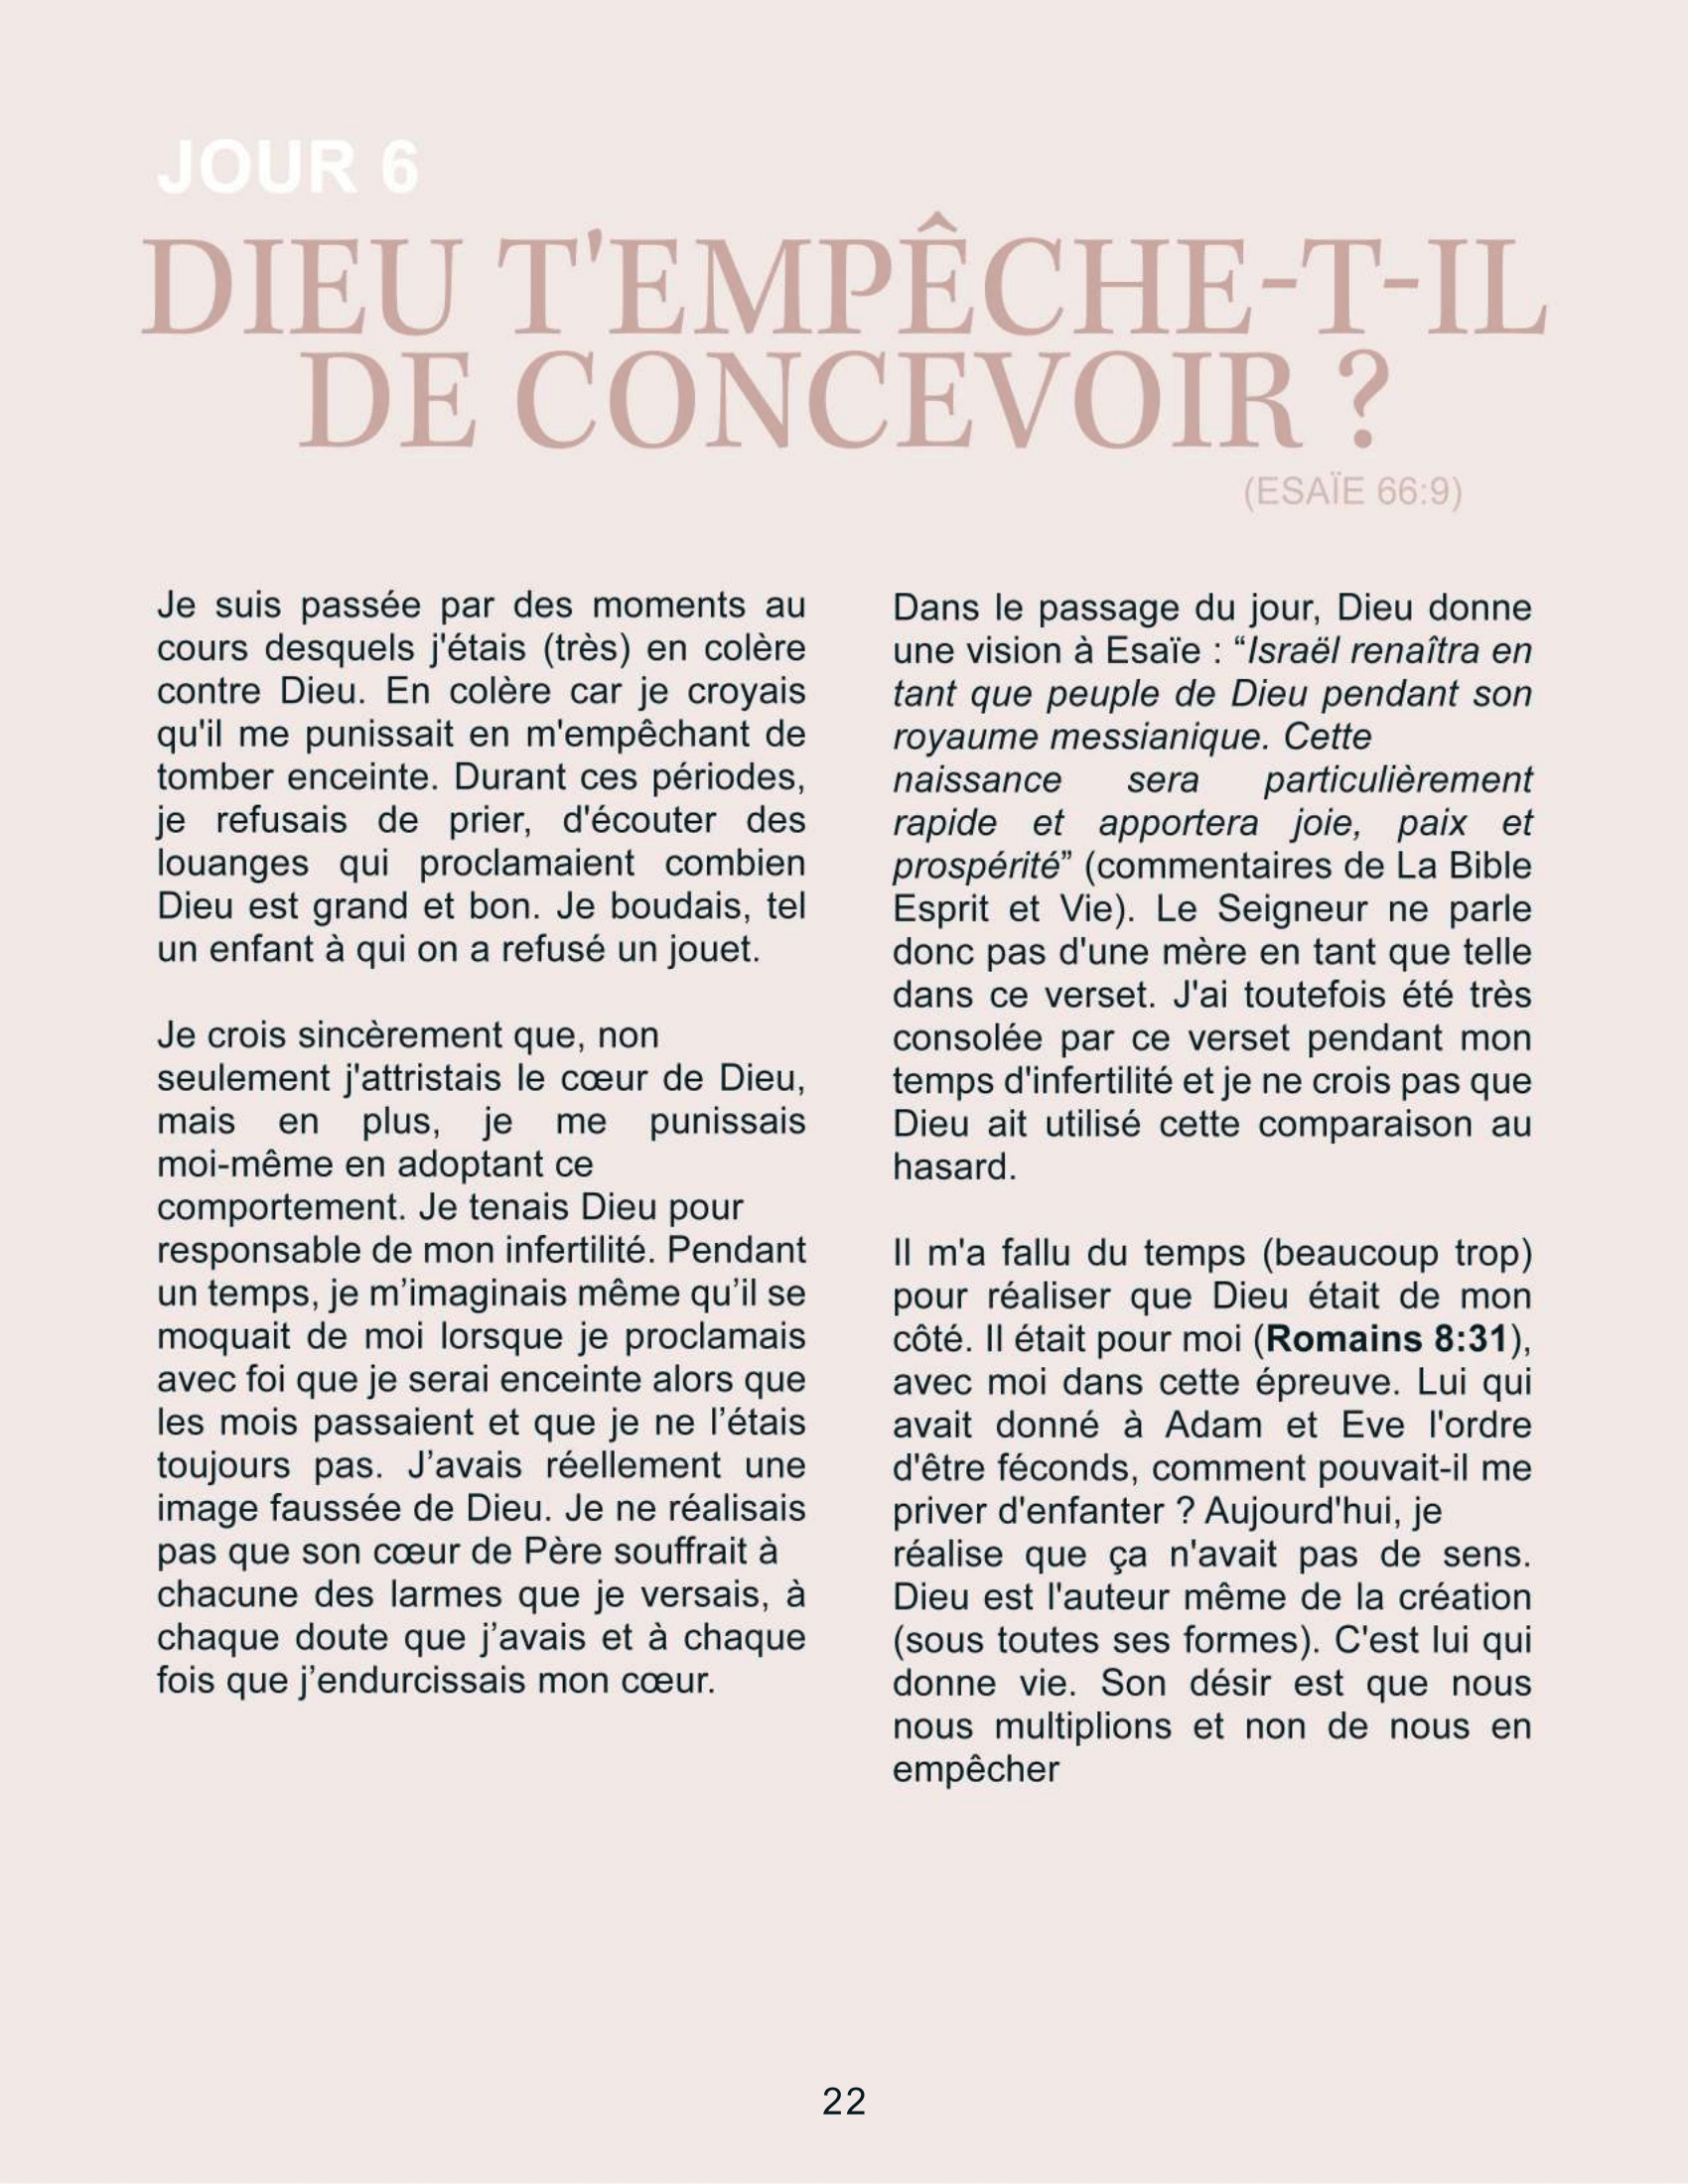 JOUR 6
DIEU T'EMPÊCHE-T-IL
DE CONCEVOIR ?
(ESAÏE 66:9)
Je suis passée par des moments au
cours desquels j'étais (très) en colère
contre Dieu. En colère car je croyais
qu'il me punissait en m'empêchant de
tomber enceinte. Durant ces périodes,
je refusais de prier, d'écouter des
louanges qui proclamaient combien
Dieu est grand et bon. Je boudais, tel
un enfant à qui on a refusé un jouet.
Je crois sincèrement que, non
seulement j'attristais le cœur de Dieu,
mais en plus, je me punissais
moi-même en adoptant ce
comportement. Je tenais Dieu pour
responsable de mon infertilité. Pendant
un temps, je m’imaginais même qu’il se
moquait de moi lorsque je proclamais
avec foi que je serai enceinte alors que
les mois passaient et que je ne l’étais
toujours pas. J’avais réellement une
image faussée de Dieu. Je ne réalisais
pas que son cœur de Père souffrait à
chacune des larmes que je versais, à
chaque doute que j’avais et à chaque
fois que j’endurcissais mon cœur.
Dans le passage du jour, Dieu donne
une vision à Esaïe : “Israël renaîtra en
tant que peuple de Dieu pendant son
royaume messianique. Cette
naissance sera particulièrement
rapide et apportera joie, paix et
prospérité” (commentaires de La Bible
Esprit et Vie). Le Seigneur ne parle
donc pas d'une mère en tant que telle
dans ce verset. J'ai toutefois été très
consolée par ce verset pendant mon
temps d'infertilité et je ne crois pas que
Dieu ait utilisé cette comparaison au
hasard.
Il m'a fallu du temps (beaucoup trop)
pour réaliser que Dieu était de mon
côté. Il était pour moi (Romains 8:31),
avec moi dans cette épreuve. Lui qui
avait donné à Adam et Eve l'ordre
d'être féconds, comment pouvait-il me
priver d'enfanter ? Aujourd'hui, je
réalise que ça n'avait pas de sens.
Dieu est l'auteur même de la création
(sous toutes ses formes). C'est lui qui
donne vie. Son désir est que nous
nous multiplions et non de nous en
empêcher
22